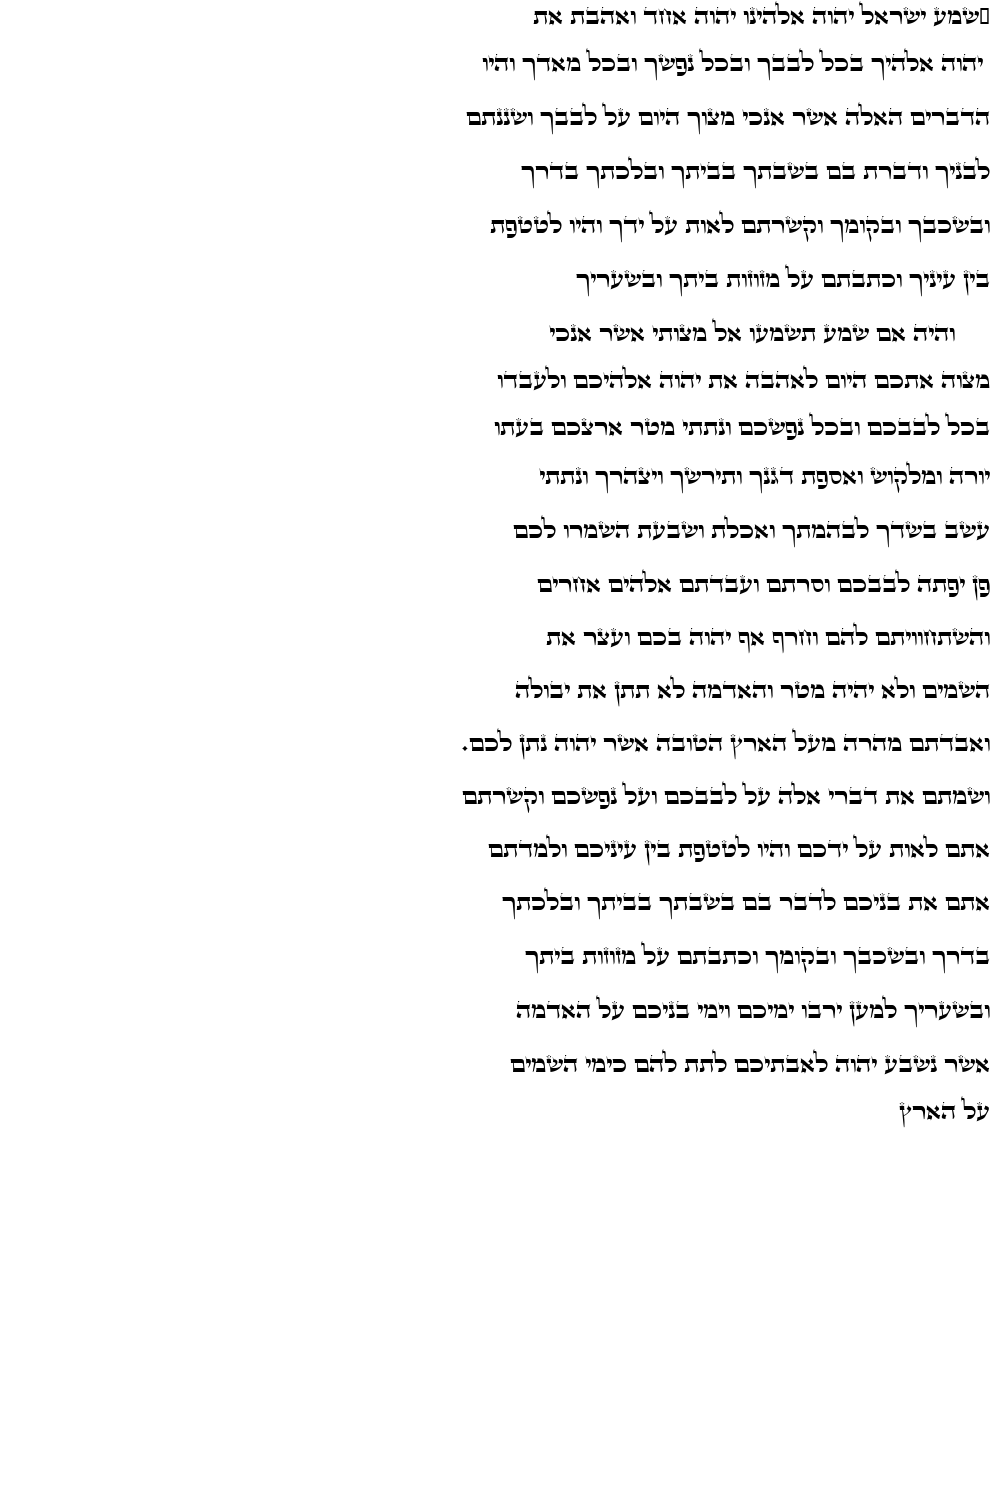 שמע ישראל יהוה אלהינו יהוה אחד ואהבת את
יהוה אלהיך בכל לבבך ובכל נפשך ובכל מאדך והיו
הדברים האלה אשר אנכי מצוך היום על לבבך ושננתם
לבניך ודברת בם בשבתך בביתך ובלכתך בדרך
ובשכבך ובקומך וקשרתם לאות על ידך והיו לטטפת
בין עיניך וכתבתם על מזוזות ביתך ובשעריך
והיה אם שמע תשמעו אל מצותי אשר אנכי
מצוה אתכם היום לאהבה את יהוה אלהיכם ולעבדו
בכל לבבכם ובכל נפשכם ונתתי מטר ארצכם בעתו
יורה ומלקוש ואספת דגנך ותירשך ויצהרך ונתתי
עשב בשדך לבהמתך ואכלת ושבעת השמרו לכם
פן יפתה לבבכם וסרתם ועבדתם אלהים אחרים
והשתחוויתם להם וחרף אף יהוה בכם ועצר את
השמים ולא יהיה מטר והאדמה לא תתן את יבולה
ואבדתם מהרה מעל הארץ הטובה אשר יהוה נתן לכם.
ושמתם את דברי אלה על לבבכם ועל נפשכם וקשרתם
אתם לאות על ידכם והיו לטטפת בין עיניכם ולמדתם
אתם את בניכם לדבר בם בשבתך בביתך ובלכתך
בדרך ובשכבך ובקומך וכתבתם על מזוזות ביתך
ובשעריך למען ירבו ימיכם וימי בניכם על האדמה
אשר נשבע יהוה לאבתיכם לתת להם כימי השמים
על הארץ